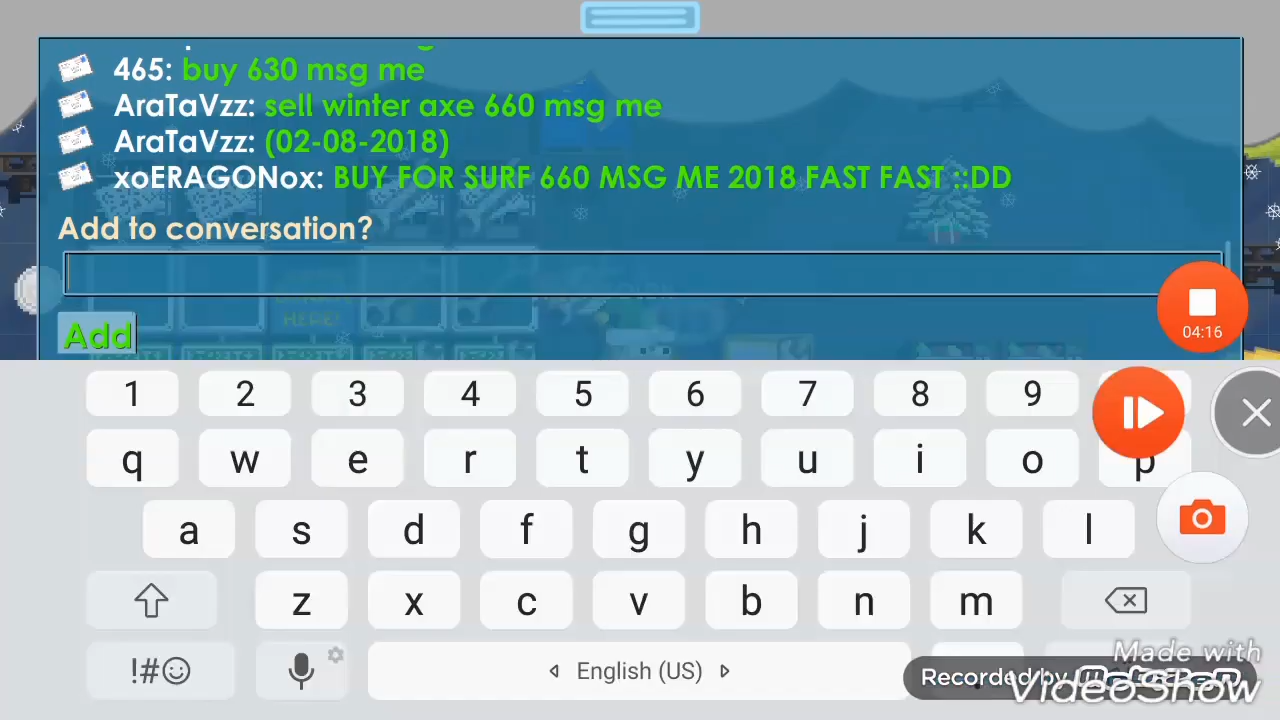 465: buy 630 msg me
AraTaVzz: sell winter axe 660 msg me
AraTaVzz: (02-08-2018)
xoERAGONox: BUY FOR SURF 660 MSG ME 2018 FAST FAST ::DD
Add to conversation?
Add
04:16
1 2 3 4 5 6 7 8 9
q w e r t y u i o p
a s d f g h j k l
z x c v b n m
!#☺ English (US)
Made with
Recorded by
VideoShow